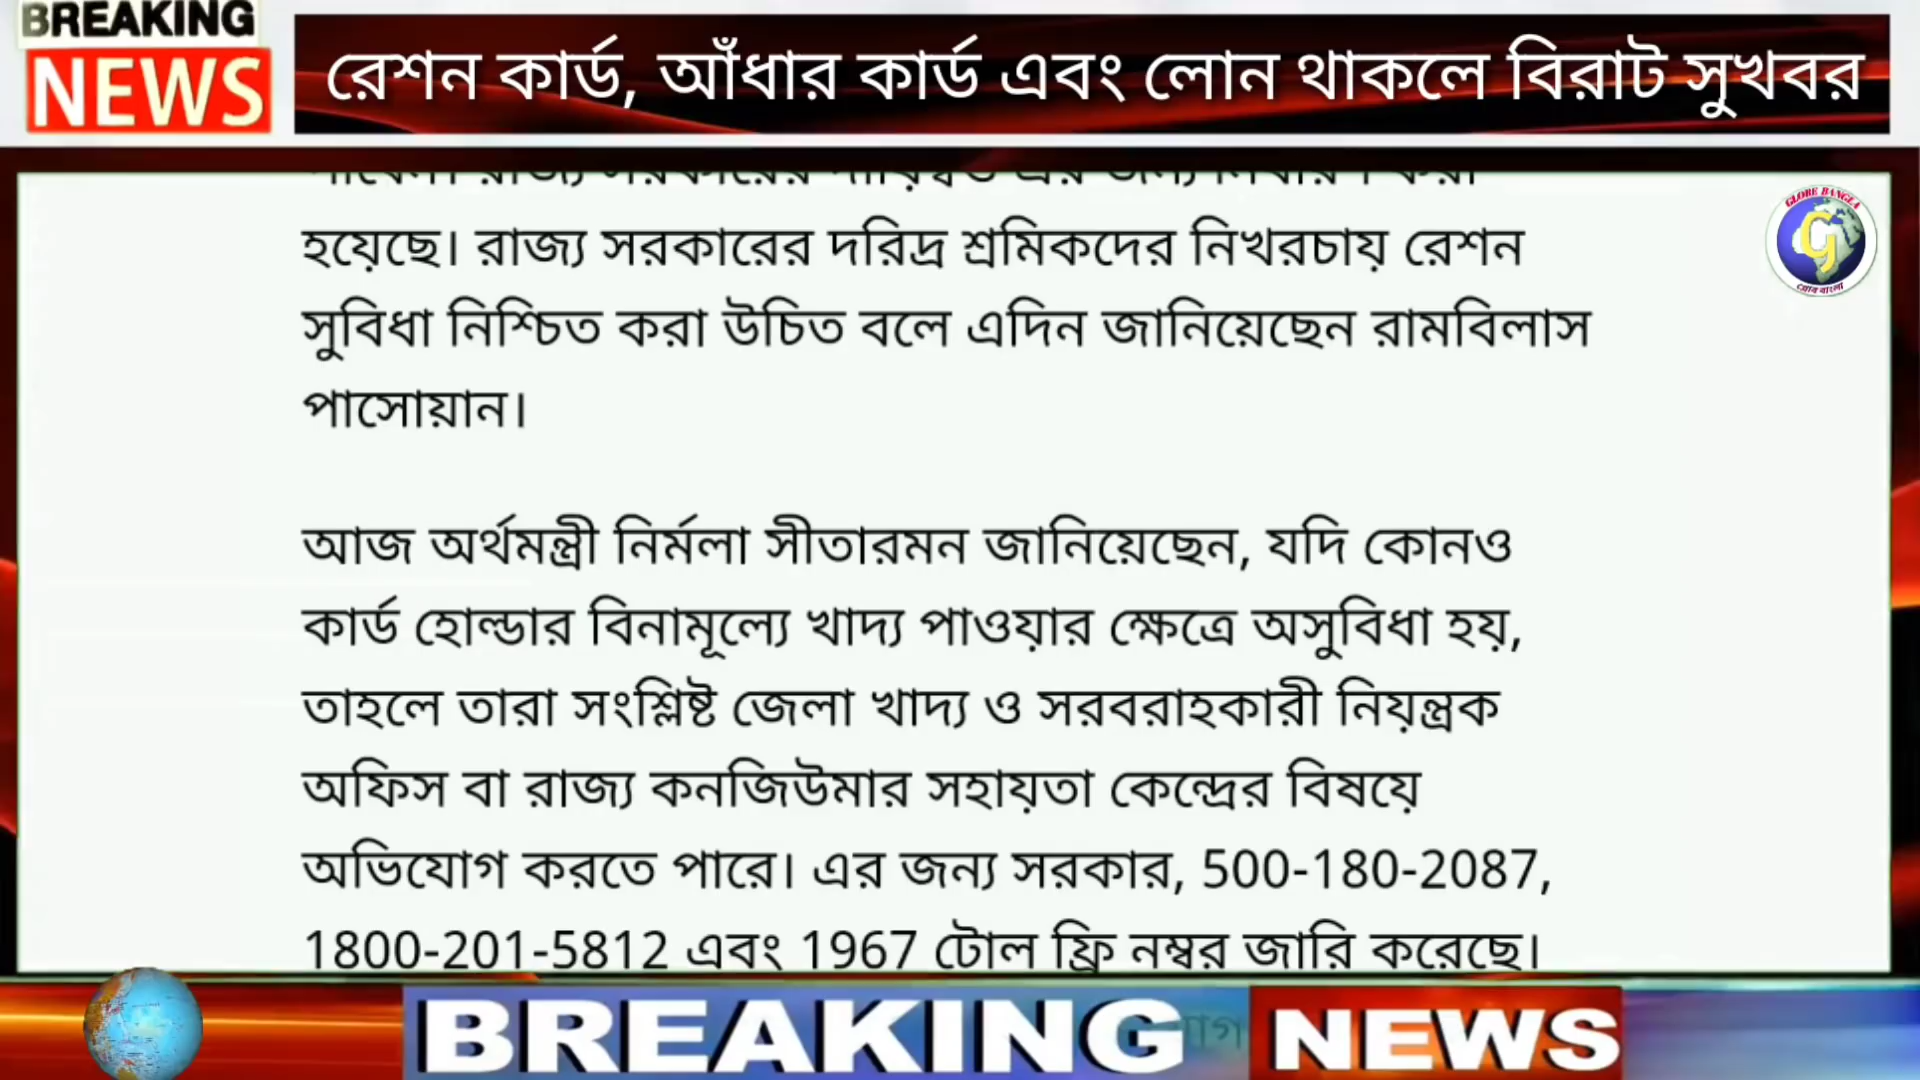 BREAKING
NEWS
রেশন কার্ড, আঁধার কার্ড এবং লোন থাকলে বিরাট সুখবর
GLOBE BANGLA
G
গ্লোব বাংলা
হয়েছে। রাজ্য সরকারের দরিদ্র শ্রমিকদের নিখরচায় রেশন
সুবিধা নিশ্চিত করা উচিত বলে এদিন জানিয়েছেন রামবিলাস
পাসোয়ান।
আজ অর্থমন্ত্রী নির্মলা সীতারমন জানিয়েছেন, যদি কোনও
কার্ড হোল্ডার বিনামূল্যে খাদ্য পাওয়ার ক্ষেত্রে অসুবিধা হয়,
তাহলে তারা সংশ্লিষ্ট জেলা খাদ্য ও সরবরাহকারী নিয়ন্ত্রক
অফিস বা রাজ্য কনজিউমার সহায়তা কেন্দ্রের বিষয়ে
অভিযোগ করতে পারে। এর জন্য সরকার, 500-180-2087,
1800-201-5812 এবং 1967 টোল ফ্রি নম্বর জারি করেছে।
BREAKING NEWS